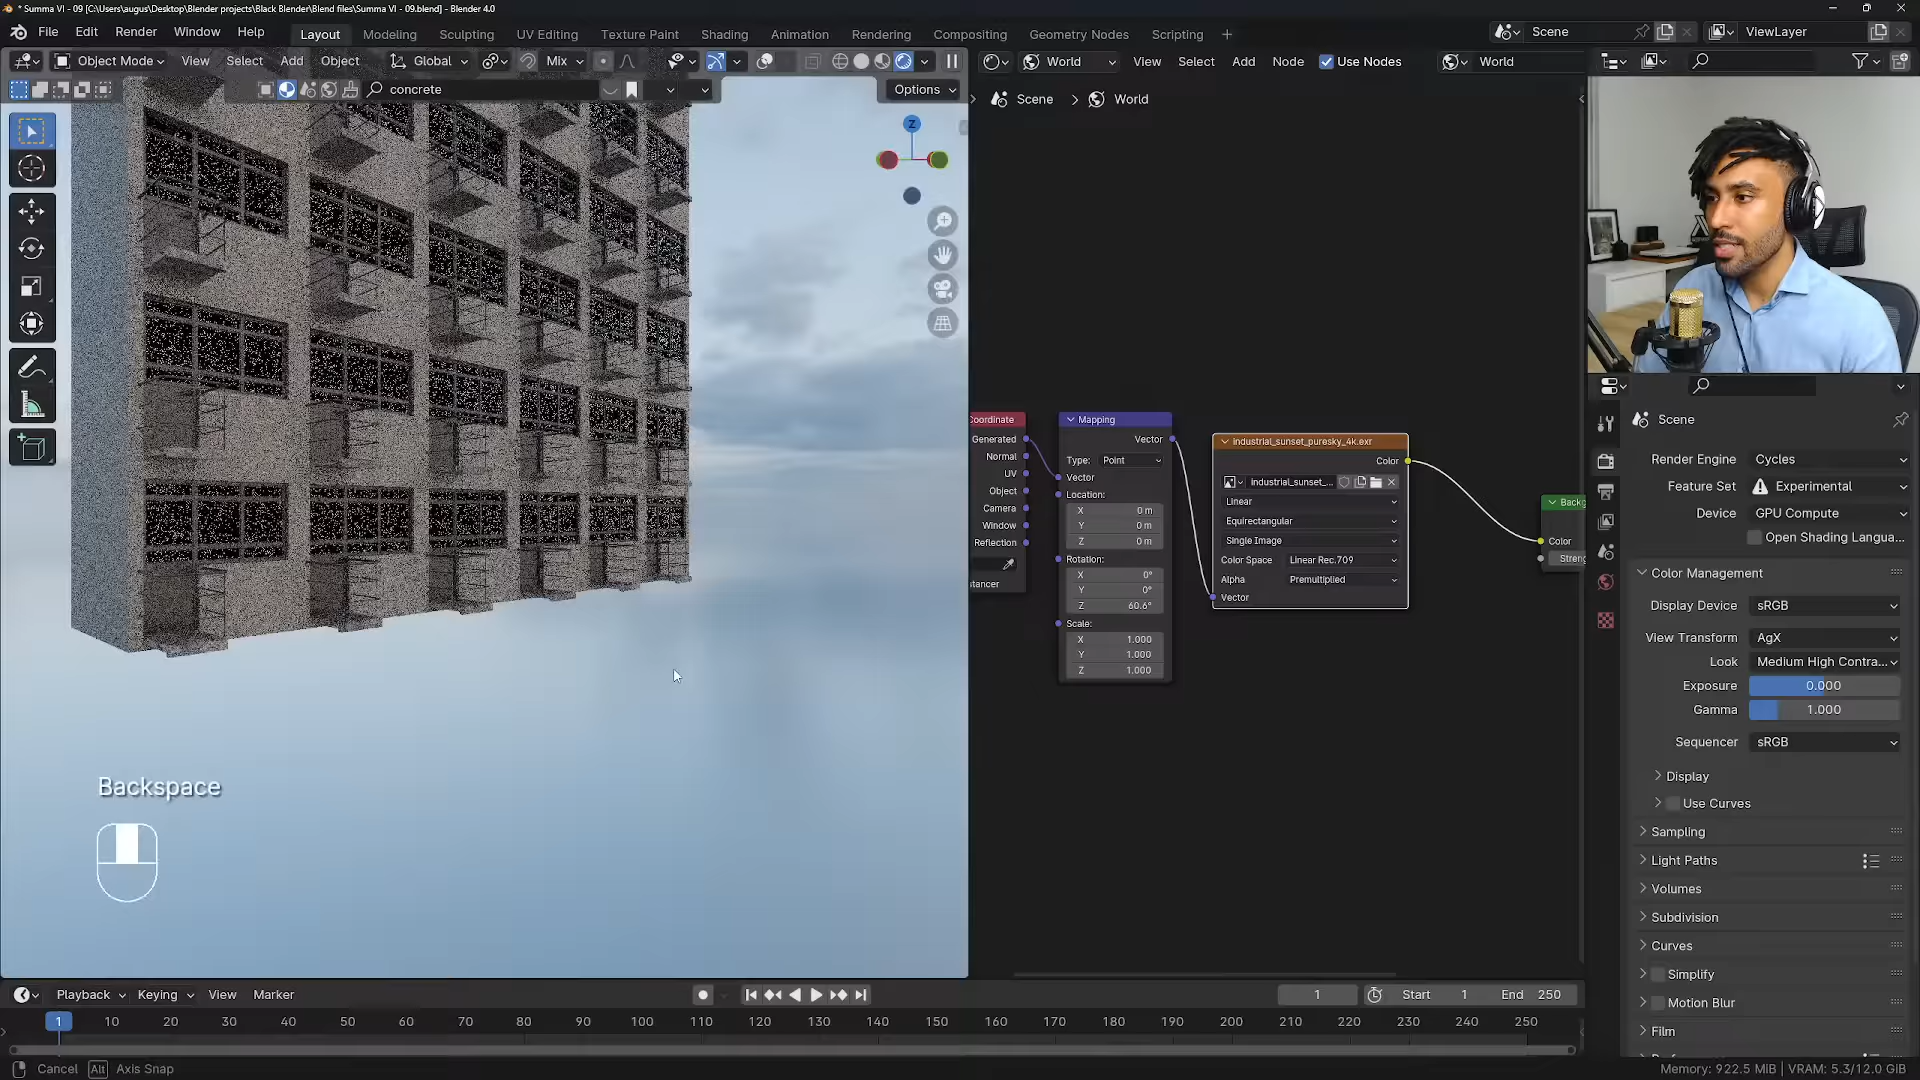 * Summa VI - 09 [C:\Users\augus\Desktop\Blender projects\Black Blender\Blend files\Summa VI - 09.blend] - Blender 4.0
File Edit Render Window Help Layout Modeling Sculpting UV Editing Texture Paint Shading Animation Rendering Compositing Geometry Nodes Scripting + Scene ViewLayer
Object Mode View Select Add Object Global Mix World View Select Add Node Use Nodes World
concrete Options Scene World
Z
Coordinate
Generated
Normal
UV
Object
Camera
Window
Reflection
stancer
Mapping
Vector
Type: Point
Vector
Location:
X 0 m
Y 0 m
Z 0 m
Rotation:
X 0°
Y 0°
Z 60.6°
Scale:
X 1.000
Y 1.000
Z 1.000
industrial_sunset_puresky_4k.exr
Color
industrial_sunset_...
Linear
Equirectangular
Single Image
Color Space Linear Rec.709
Alpha Premultiplied
Vector
Backg
Color
Streng
Scene
Render Engine Cycles
Feature Set Experimental
Device GPU Compute
Open Shading Langua...
Color Management
Display Device sRGB
View Transform AgX
Look Medium High Contra...
Exposure 0.000
Gamma 1.000
Sequencer sRGB
Display
Use Curves
Sampling
Light Paths
Volumes
Subdivision
Curves
Simplify
Motion Blur
Film
Backspace
Playback Keying View Marker 1 Start 1 End 250
1 10 20 30 40 50 60 70 80 90 100 110 120 130 140 150 160 170 180 190 200 210 220 230 240 250
Cancel Alt Axis Snap Memory: 922.5 MiB | VRAM: 5.3/12.0 GiB